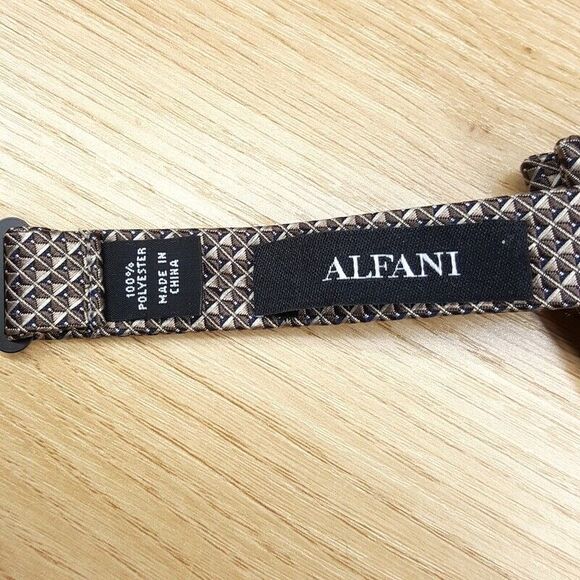 100%
POLYESTER
MADE IN
CHINA
ALFANI